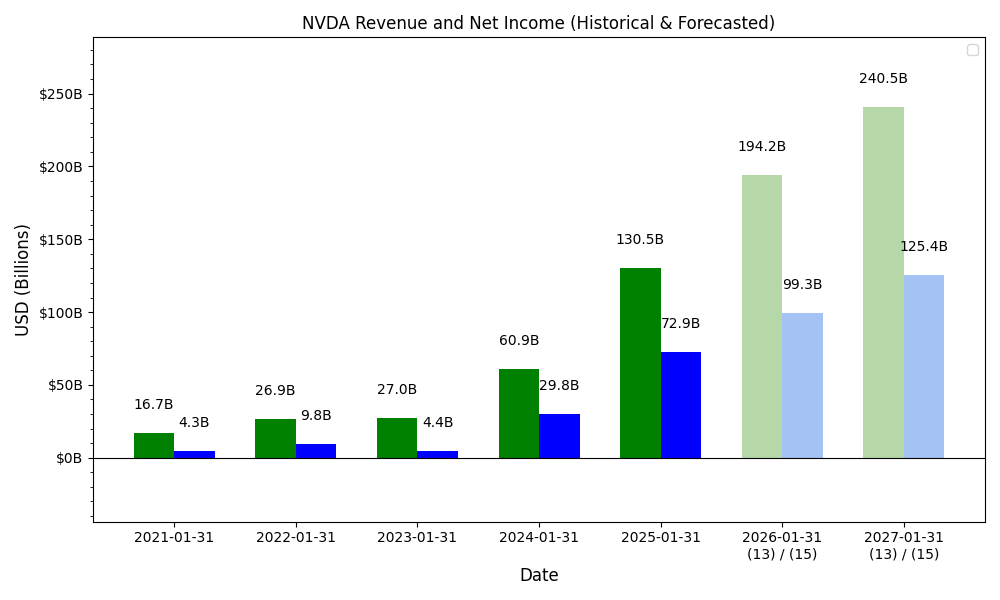 NVDA Revenue and Net Income (Historical & Forecasted)
USD (Billions)
$250B
$200B
$150B
$100B
$50B
$0B
16.7B
4.3B
26.9B
9.8B
27.0B
4.4B
60.9B
29.8B
130.5B
72.9B
194.2B
99.3B
240.5B
125.4B
2021-01-31
2022-01-31
2023-01-31
2024-01-31
2025-01-31
2026-01-31
(13) / (15)
2027-01-31
(13) / (15)
Date